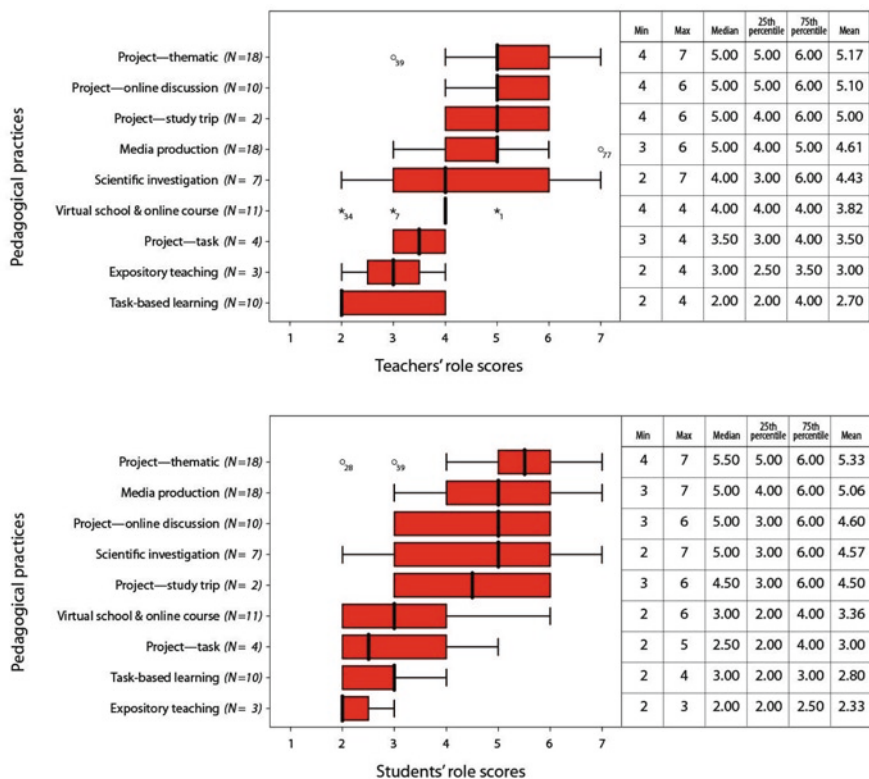 Min Max Median 25th percentile 75th percentile Mean
Project—thematic (N=18) 39 4 7 5.00 5.00 6.00 5.17
Project—online discussion (N=10) 4 6 5.00 5.00 6.00 5.10
Project—study trip (N= 2) 4 6 5.00 4.00 6.00 5.00
Media production (N=18) 77 3 6 5.00 4.00 5.00 4.61
Scientific investigation (N= 7) 2 7 4.00 3.00 6.00 4.43
Virtual school & online course (N=11) *34 *7 *1 4 4 4.00 4.00 4.00 3.82
Project—task (N= 4) 3 4 3.50 3.00 4.00 3.50
Expository teaching (N= 3) 2 4 3.00 2.50 3.50 3.00
Task-based learning (N=10) 2 4 2.00 2.00 4.00 2.70
Pedagogical practices
1 2 3 4 5 6 7
Teachers' role scores
Min Max Median 25th percentile 75th percentile Mean
Project—thematic (N=18) 28 39 4 7 5.50 5.00 6.00 5.33
Media production (N=18) 3 7 5.00 4.00 6.00 5.06
Project—online discussion (N=10) 3 6 5.00 3.00 6.00 4.60
Scientific investigation (N= 7) 2 7 5.00 3.00 6.00 4.57
Project—study trip (N= 2) 3 6 4.50 3.00 6.00 4.50
Virtual school & online course (N=11) 2 6 3.00 2.00 4.00 3.36
Project—task (N= 4) 2 5 2.50 2.00 4.00 3.00
Task-based learning (N=10) 2 4 3.00 2.00 3.00 2.80
Expository teaching (N= 3) 2 3 2.00 2.00 2.50 2.33
Pedagogical practices
1 2 3 4 5 6 7
Students' role scores